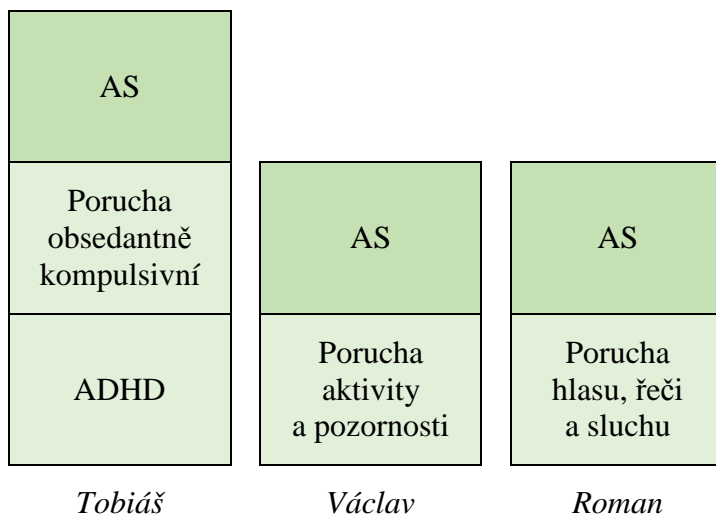 AS
Porucha
obsedantně
kompulsivní
ADHD
Tobiáš
AS
Porucha
aktivity
a pozornosti
Václav
AS
Porucha
hlasu, řeči
a sluchu
Roman